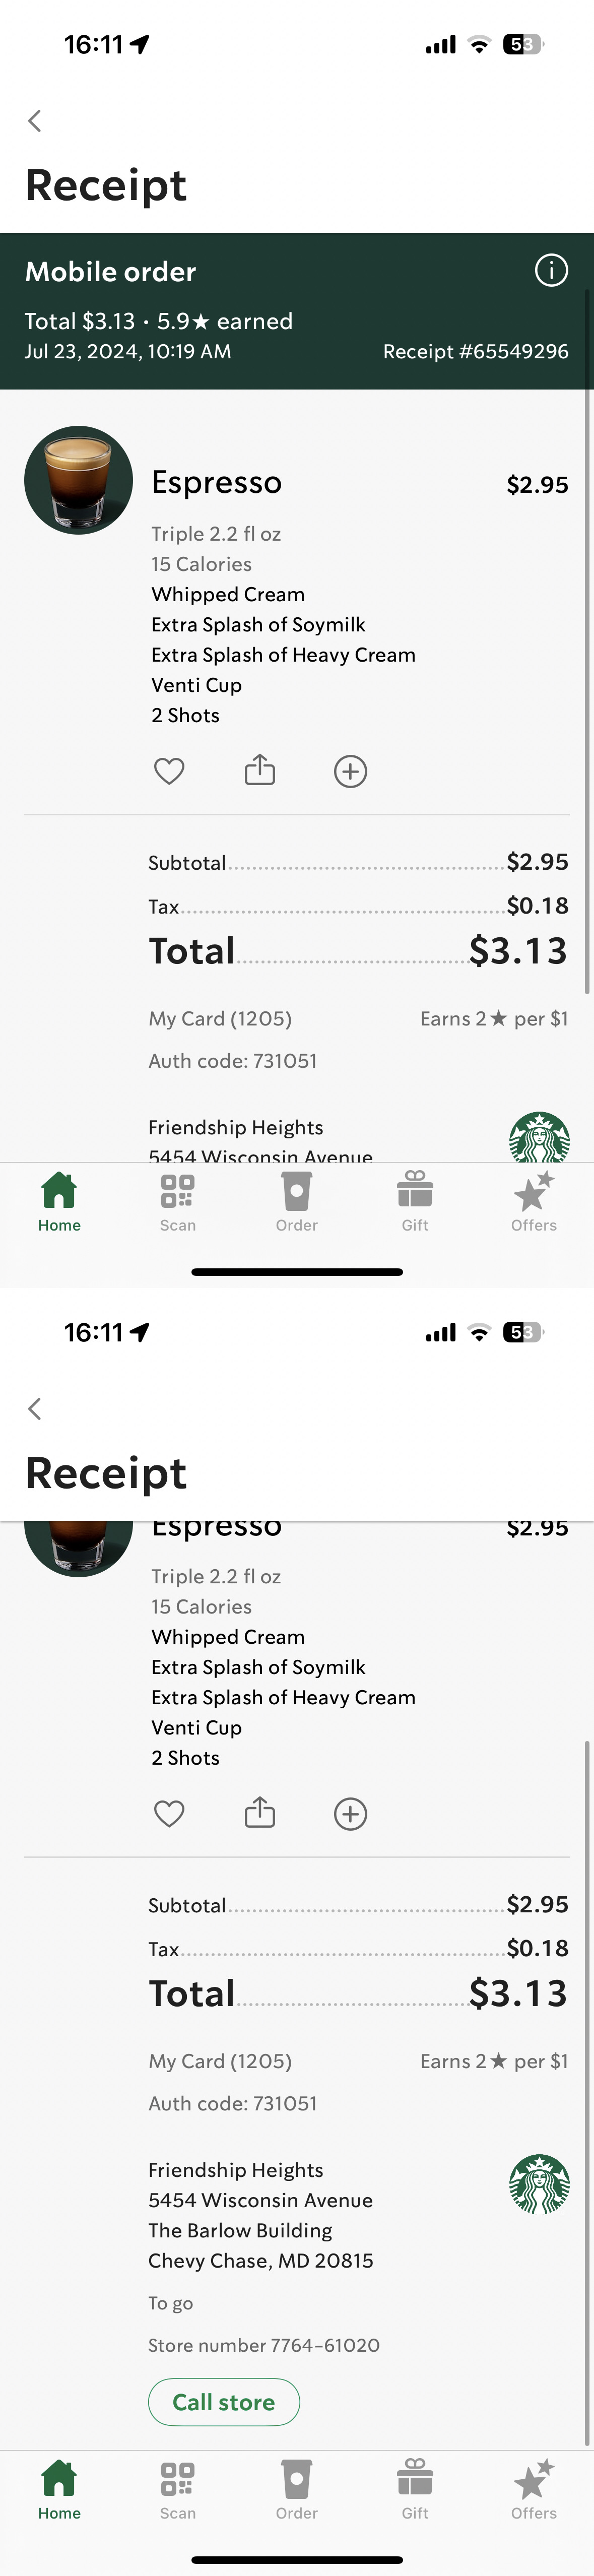 16:11
53
Receipt
Mobile order
Total $3.13 • 5.9★ earned
Jul 23, 2024, 10:19 AM Receipt #65549296
Espresso $2.95
Triple 2.2 fl oz
15 Calories
Whipped Cream
Extra Splash of Soymilk
Extra Splash of Heavy Cream
Venti Cup
2 Shots
Subtotal $2.95
Tax $0.18
Total $3.13
My Card (1205) Earns 2★ per $1
Auth code: 731051
Friendship Heights
5454 Wisconsin Avenue
Home Scan Order Gift Offers
16:11
53
Receipt
Espresso $2.95
Triple 2.2 fl oz
15 Calories
Whipped Cream
Extra Splash of Soymilk
Extra Splash of Heavy Cream
Venti Cup
2 Shots
Subtotal $2.95
Tax $0.18
Total $3.13
My Card (1205) Earns 2★ per $1
Auth code: 731051
Friendship Heights
5454 Wisconsin Avenue
The Barlow Building
Chevy Chase, MD 20815
To go
Store number 7764-61020
Call store
Home Scan Order Gift Offers